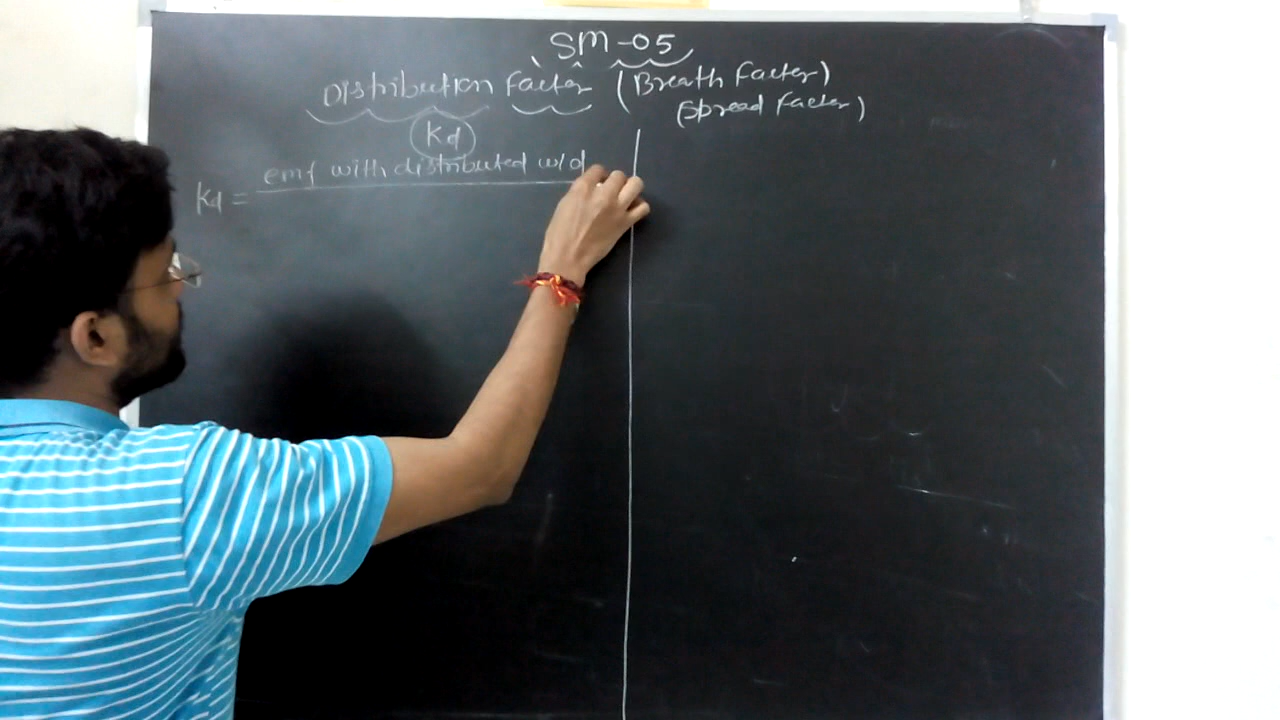 SM-05
Distribution Factor (Breath Factor)
(Spread Factor)
Kd
emf with distributed w/d
Kd =